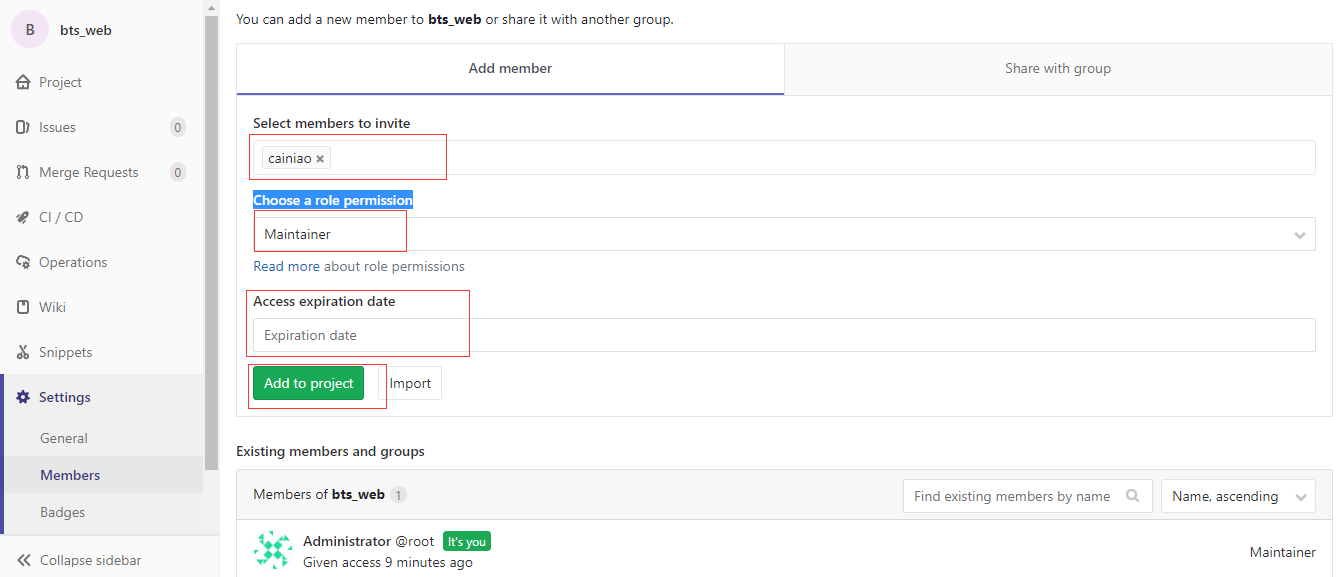 B bts_web
Project
Issues 0
Merge Requests 0
CI / CD
Operations
Wiki
Snippets
Settings
General
Members
Badges
Collapse sidebar
You can add a new member to bts_web or share it with another group.
Add member Share with group
Select members to invite
cainiao ×
Choose a role permission
Maintainer
Read more about role permissions
Access expiration date
Expiration date
Add to project Import
Existing members and groups
Members of bts_web 1 Find existing members by name Name, ascending
Administrator @root It's you
Given access 9 minutes ago
Maintainer